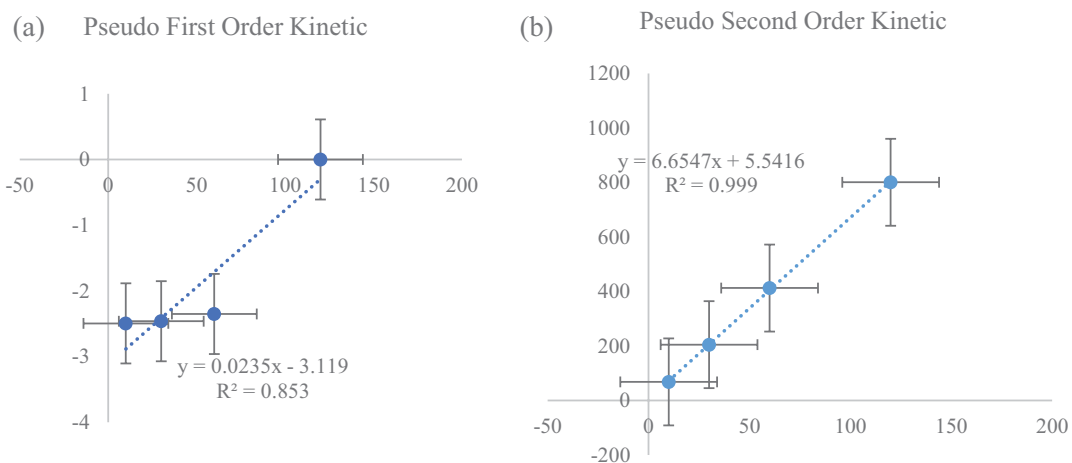 (a) Pseudo First Order Kinetic
1
0
-50 0 50 100 150 200
-1
-2
-3
y = 0.0235x - 3.119
R² = 0.853
-4
(b) Pseudo Second Order Kinetic
1200
1000
y = 6.6547x + 5.5416
R² = 0.999
800
600
400
200
0
-50 0 50 100 150 200
-200